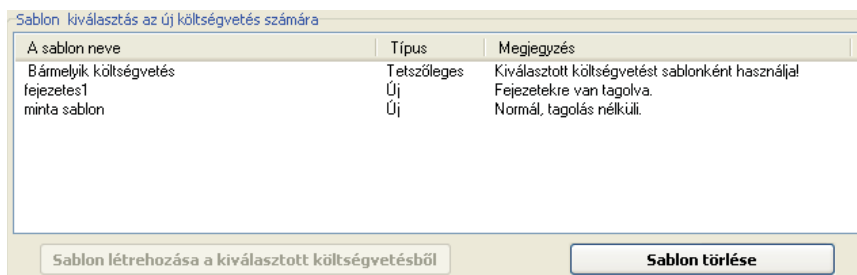 Sablon kiválasztás az új költségvetés számára
A sablon neve Típus Megjegyzés
Bármelyik költségvetés Tetszőleges Kiválasztott költségvetést sablonként használja!
fejezetes1 Új Fejezetekre van tagolva.
minta sablon Új Normál, tagolás nélküli.
Sablon létrehozása a kiválasztott költségvetésből Sablon törlése